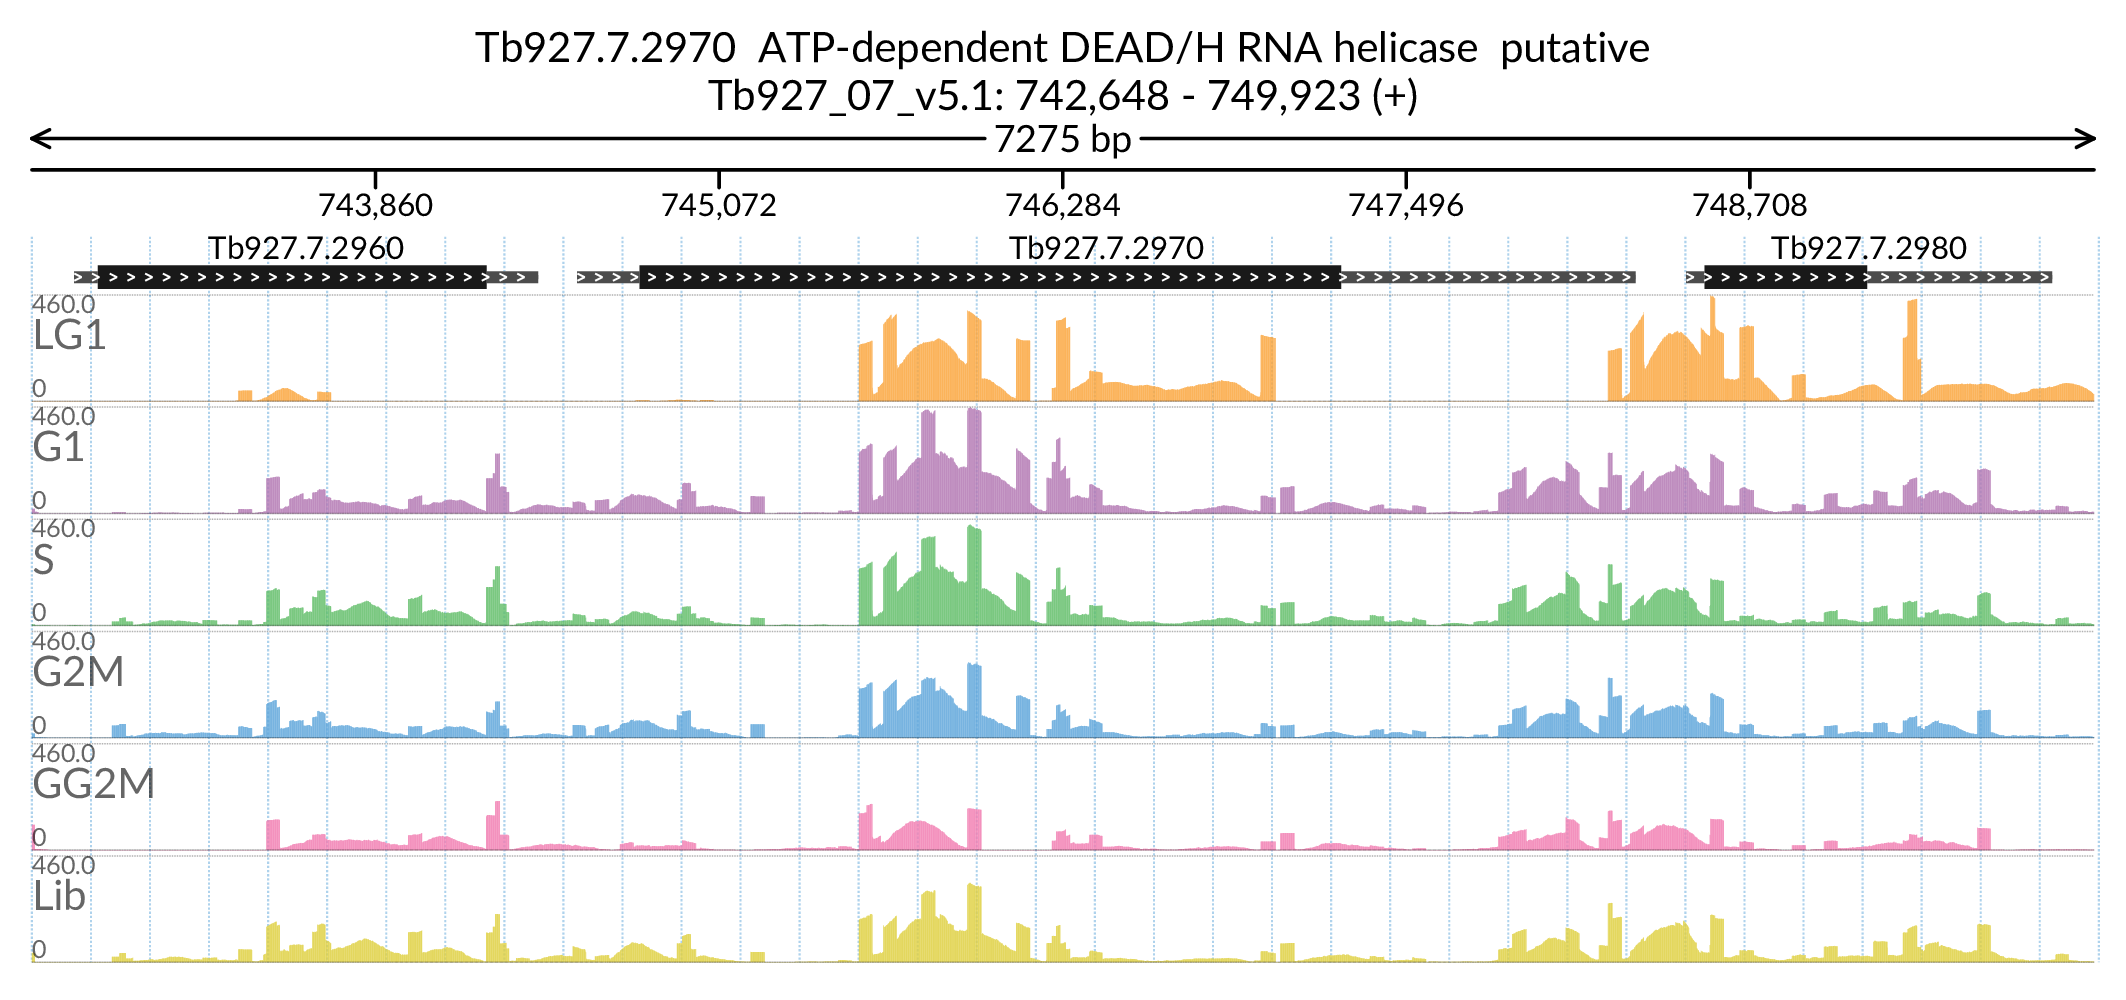 Tb927.7.2970  ATP-dependent DEAD/H RNA helicase  putative
Tb927_07_v5.1: 742,648 - 749,923 (+)
7275 bp
743,860 745,072 746,284 747,496 748,708
Tb927.7.2960 Tb927.7.2970 Tb927.7.2980
460.0
LG1
0
460.0
G1
0
460.0
S
0
460.0
G2M
0
460.0
GG2M
0
460.0
Lib
0